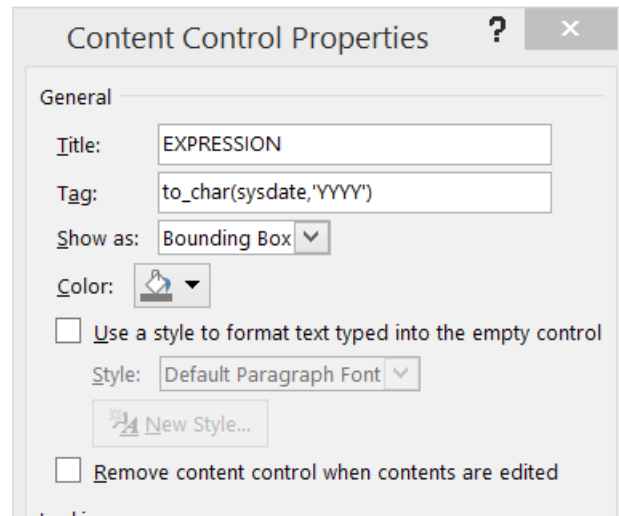 Content Control Properties ? ×
General
Title: EXPRESSION
Tag: to_char(sysdate,'YYYY')
Show as: Bounding Box
Color:
Use a style to format text typed into the empty control
Style: Default Paragraph Font
New Style...
Remove content control when contents are edited